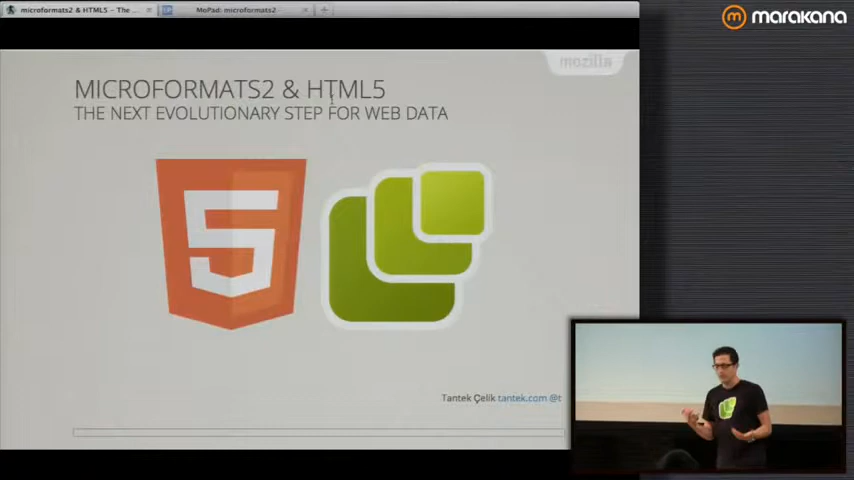 microformats2 & HTML5 – The ...
MoPad: microformats2
marakana
mozilla
MICROFORMATS2 & HTML5
THE NEXT EVOLUTIONARY STEP FOR WEB DATA
5
Tantek Çelik tantek.com @t